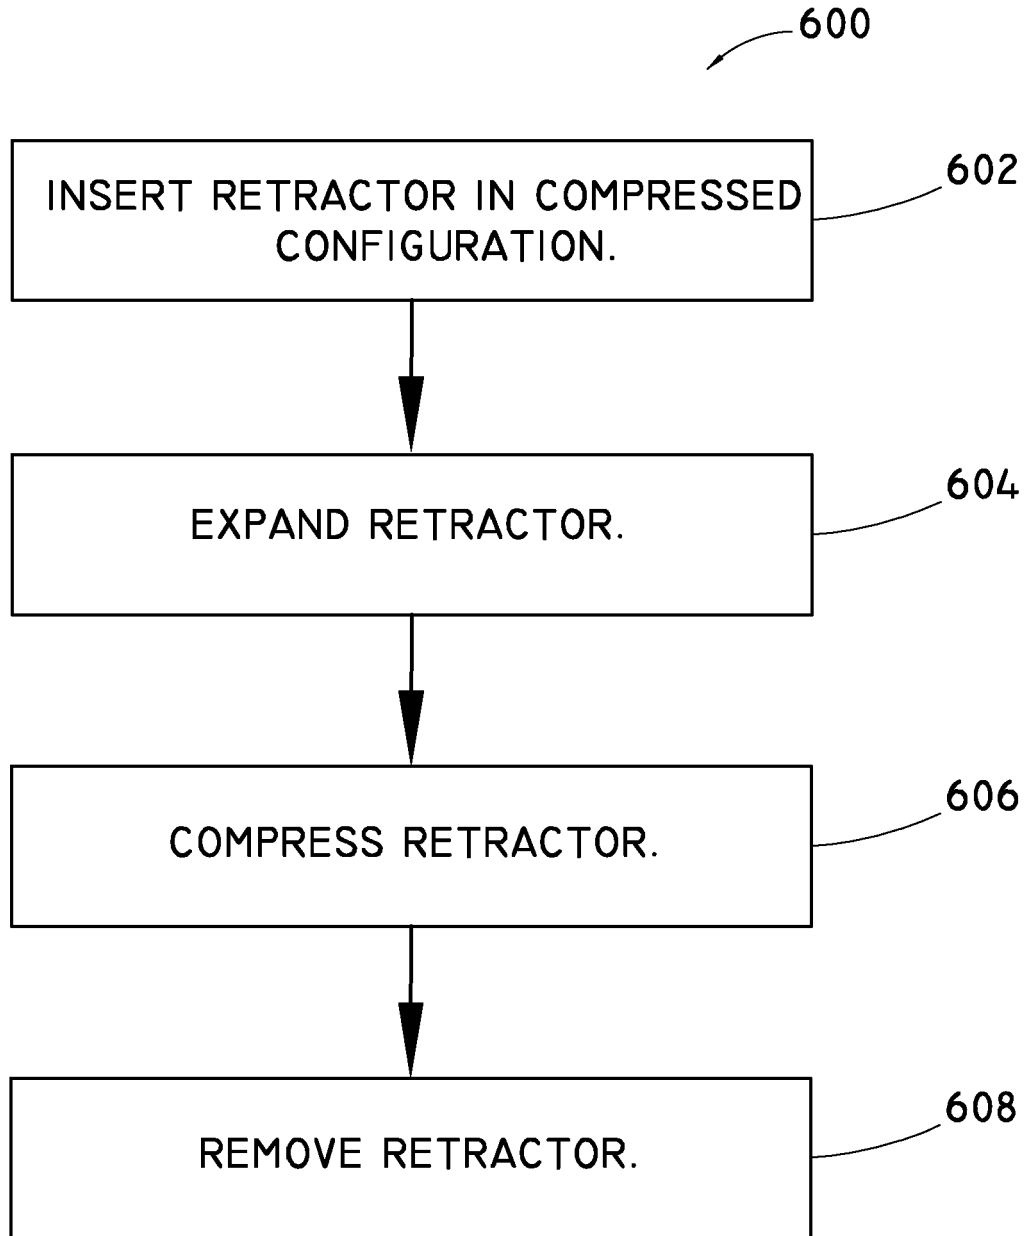 600
INSERT RETRACTOR IN COMPRESSED
CONFIGURATION.
602
EXPAND RETRACTOR.
604
COMPRESS RETRACTOR.
606
REMOVE RETRACTOR.
608